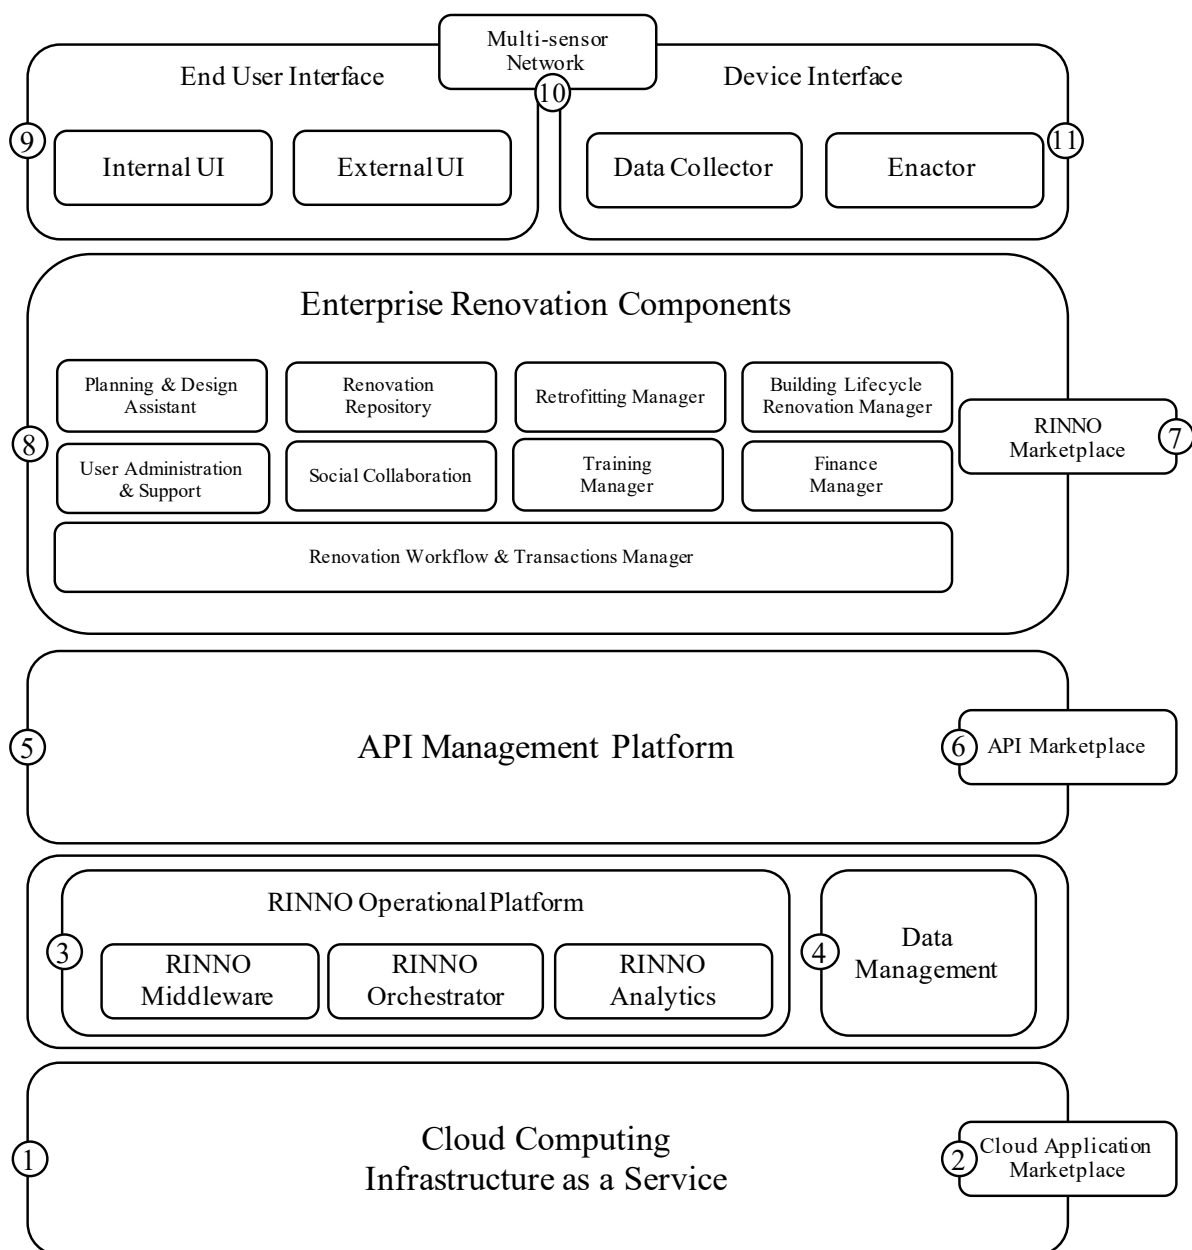 Multi-sensor
Network
End User Interface
Device Interface
10
9
11
Internal UI
External UI
Data Collector
Enactor
Enterprise Renovation Components
Planning & Design
Assistant
Renovation
Repository
Retrofitting Manager
Building Lifecycle
Renovation Manager
RINNO
Marketplace
7
8
User Administration
& Support
Social Collaboration
Training
Manager
Finance
Manager
Renovation Workflow & Transactions Manager
5
API Management Platform
6
API Marketplace
RINNO Operational Platform
3
RINNO
Middleware
RINNO
Orchestrator
RINNO
Analytics
4
Data
Management
1
Cloud Computing
Infrastructure as a Service
2
Cloud Application
Marketplace